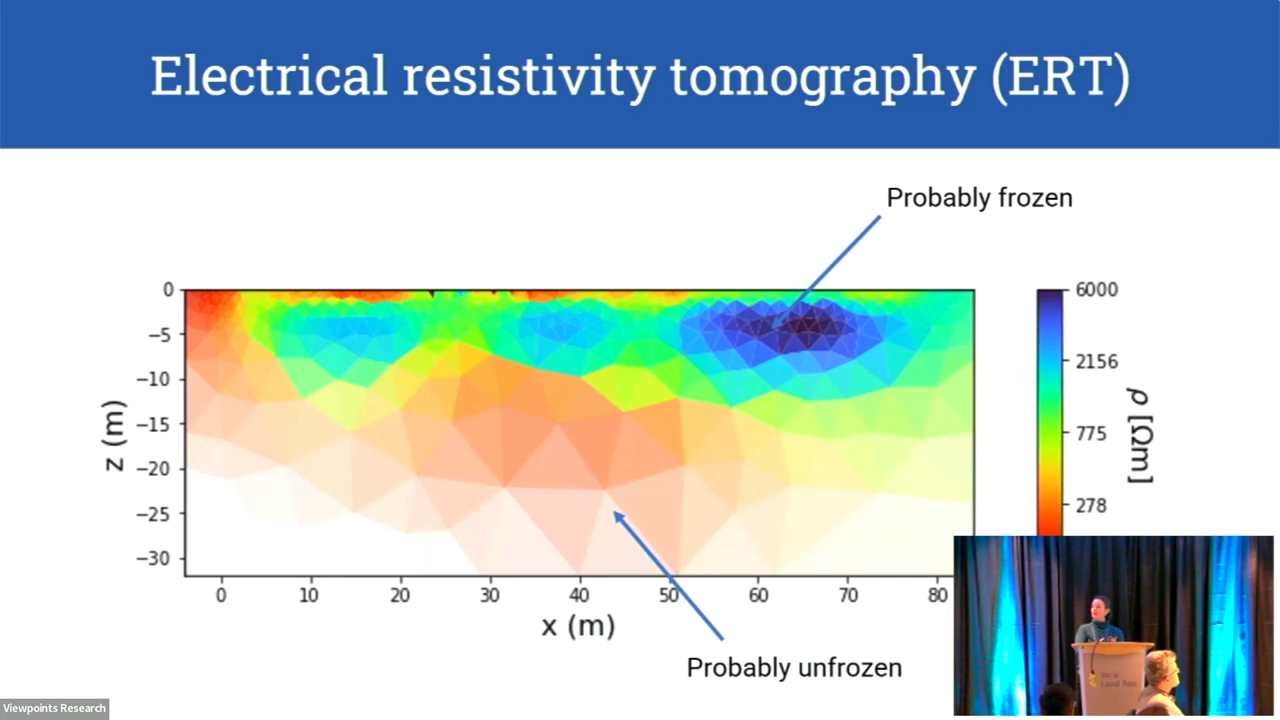 Electrical resistivity tomography (ERT)
Probably frozen
0
−5
−10
−15
−20
−25
−30
z (m)
0
10
20
30
40
50
60
70
80
x (m)
6000
2156
775
278
ρ [Ωm]
Probably unfrozen
Viewpoints Research